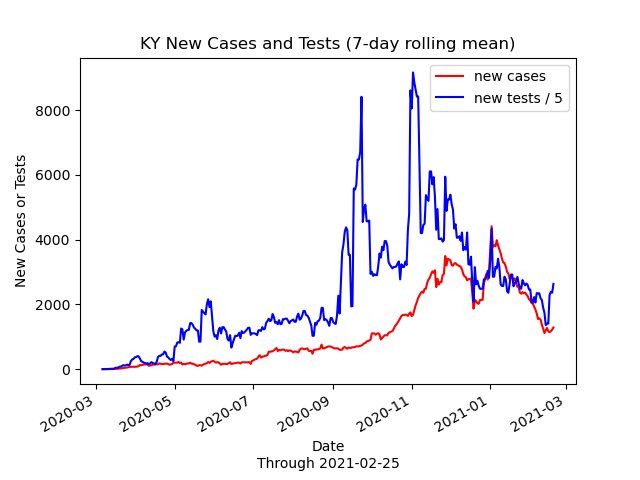 KY New Cases and Tests (7-day rolling mean)
new cases
new tests / 5
New Cases or Tests
8000
6000
4000
2000
0
2020-03
2020-05
2020-07
2020-09
2020-11
2021-01
2021-03
Date
Through 2021-02-25